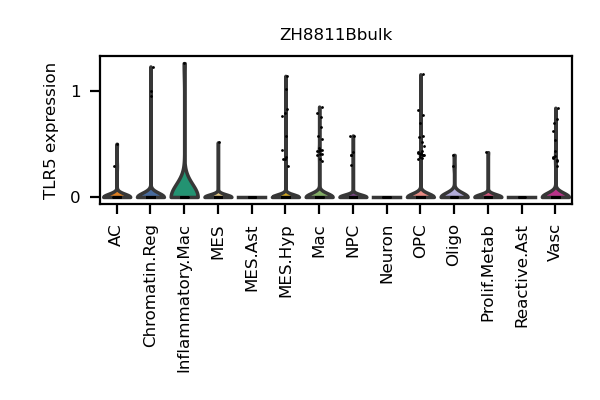 ZH8811Bbulk
TLR5 expression
1
0
AC
Chromatin.Reg
Inflammatory.Mac
MES
MES.Ast
MES.Hyp
Mac
NPC
Neuron
OPC
Oligo
Prolif.Metab
Reactive.Ast
Vasc